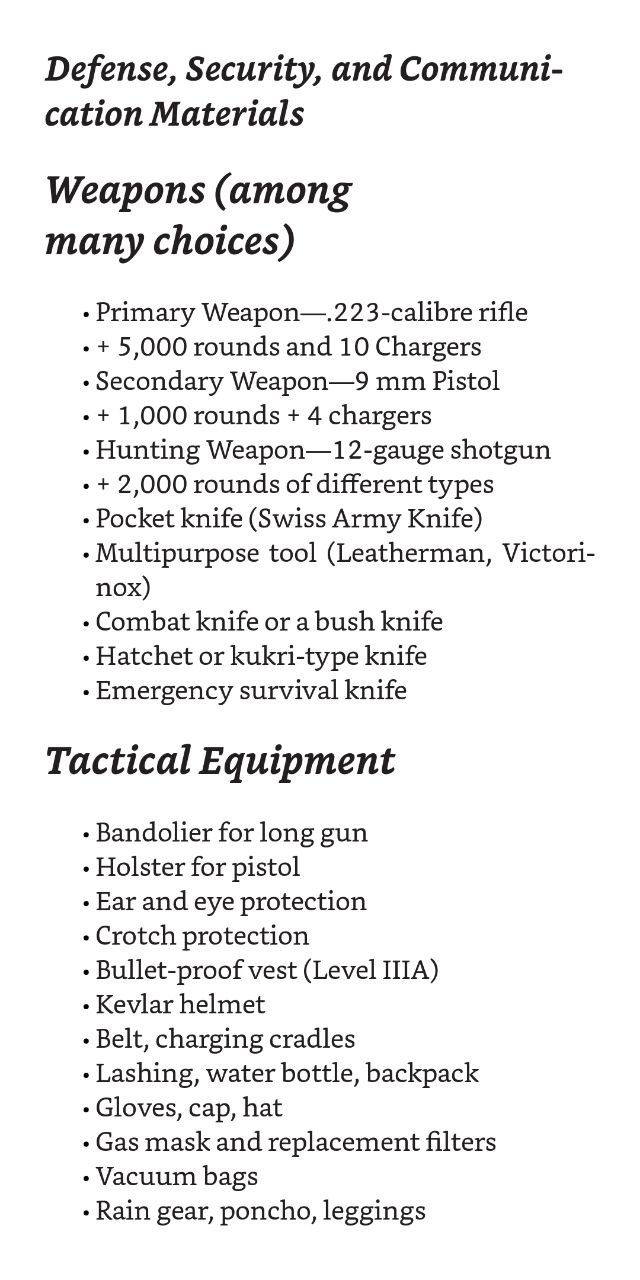 Defense, Security, and Communi-
cation Materials
Weapons (among
many choices)
• Primary Weapon—.223-calibre rifle
• + 5,000 rounds and 10 Chargers
• Secondary Weapon—9 mm Pistol
• + 1,000 rounds + 4 chargers
• Hunting Weapon—12-gauge shotgun
• + 2,000 rounds of different types
• Pocket knife (Swiss Army Knife)
• Multipurpose tool (Leatherman, Victori-
nox)
• Combat knife or a bush knife
• Hatchet or kukri-type knife
• Emergency survival knife
Tactical Equipment
• Bandolier for long gun
• Holster for pistol
• Ear and eye protection
• Crotch protection
• Bullet-proof vest (Level IIIA)
• Kevlar helmet
• Belt, charging cradles
• Lashing, water bottle, backpack
• Gloves, cap, hat
• Gas mask and replacement filters
• Vacuum bags
• Rain gear, poncho, leggings